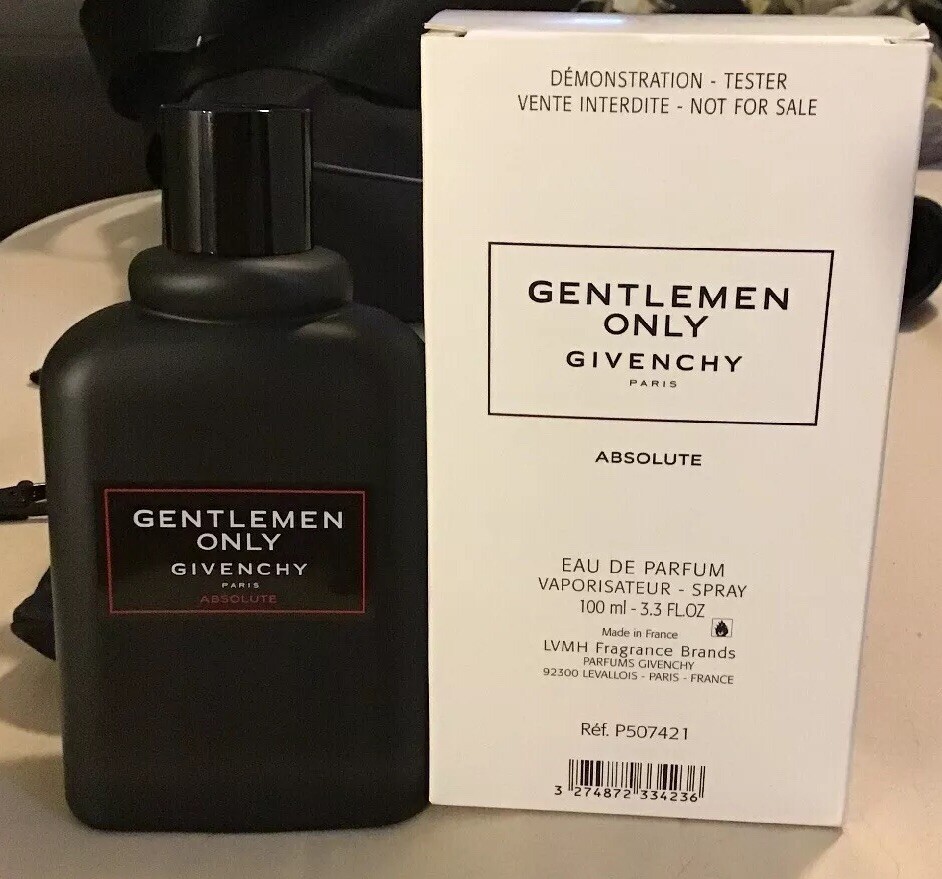 GENTLEMEN
ONLY
GIVENCHY
PARIS
ABSOLUTE
DÉMONSTRATION - TESTER
VENTE INTERDITE - NOT FOR SALE
GENTLEMEN
ONLY
GIVENCHY
PARIS
ABSOLUTE
EAU DE PARFUM
VAPORISATEUR - SPRAY
100 ml - 3.3 FL.OZ
Made in France
LVMH Fragrance Brands
PARFUMS GIVENCHY
92300 LEVALLOIS - PARIS - FRANCE
Réf. P507421
3 274872 334236